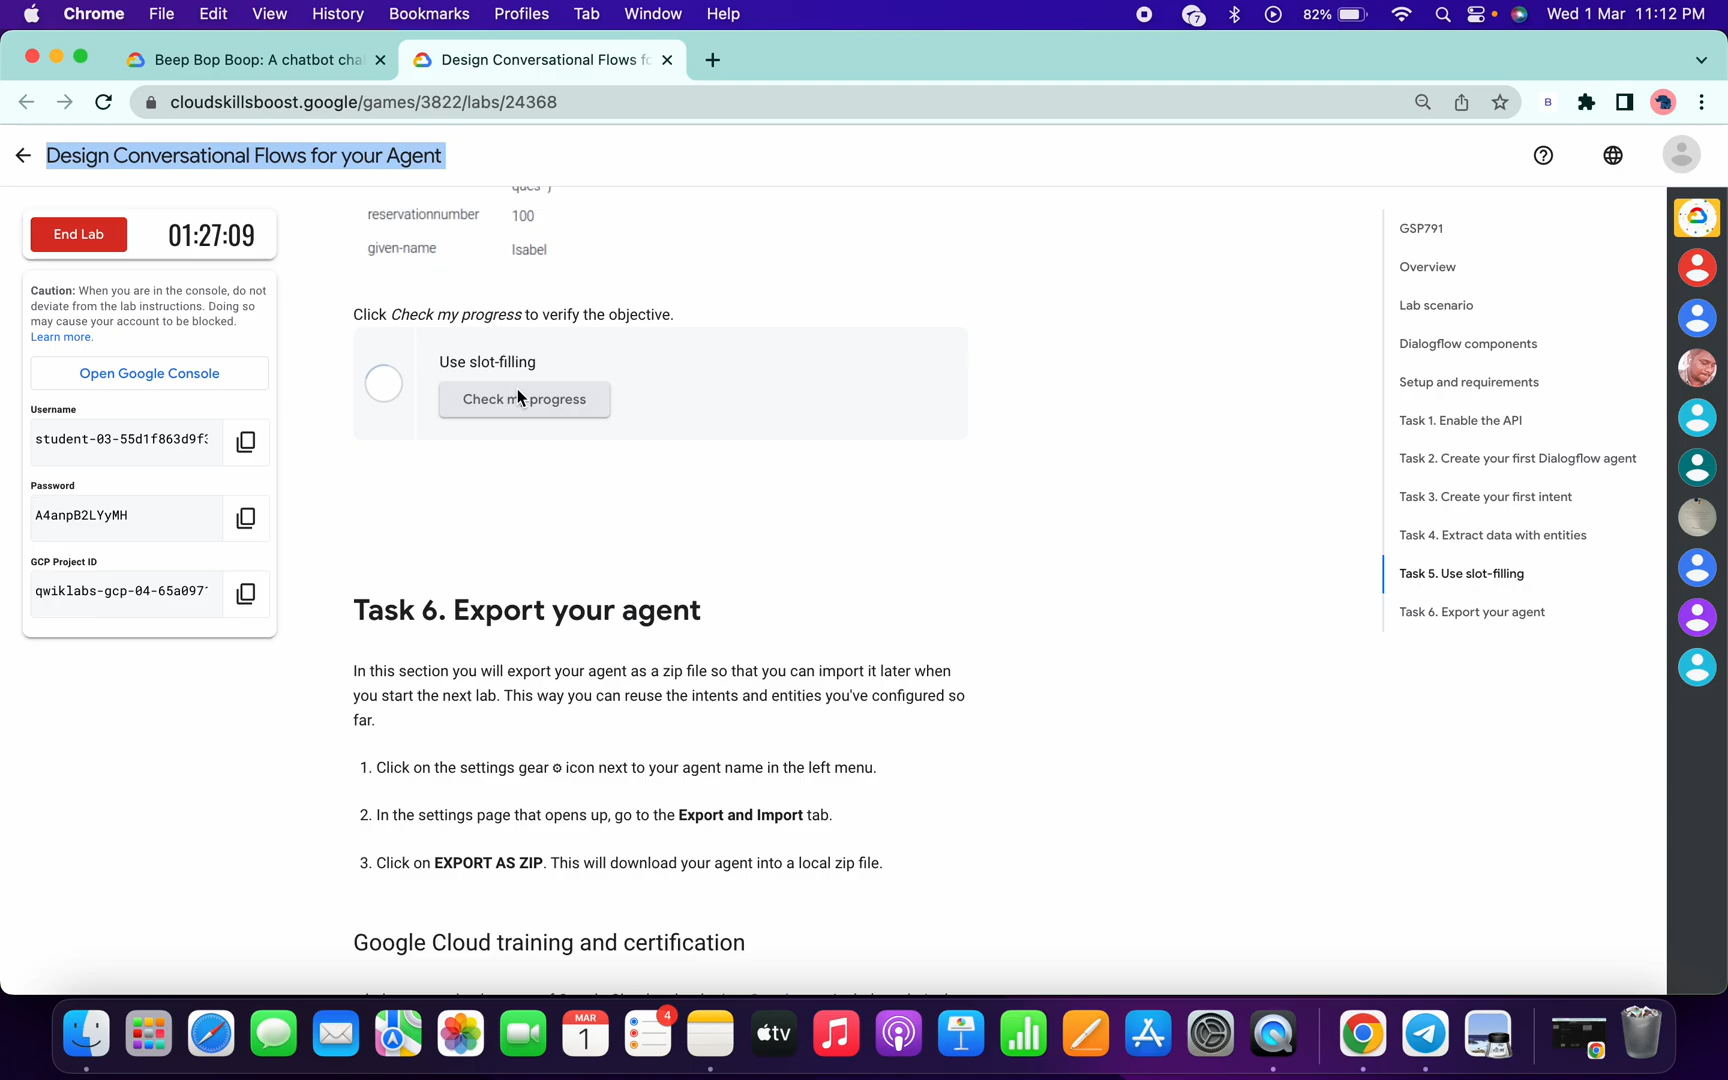 Chrome File Edit View History Bookmarks Profiles Tab Window Help 7 82% Wed 1 Mar 11:12 PM
Beep Bop Boop: A chatbot cha Design Conversational Flows fo
cloudskillsboost.google/games/3822/labs/24368 B
Design Conversational Flows for your Agent
End Lab 01:27:09
Caution: When you are in the console, do not
deviate from the lab instructions. Doing so
may cause your account to be blocked.
Learn more.
Open Google Console
Username
student-03-55d1f863d9f3
Password
A4anpB2LYyMH
GCP Project ID
qwiklabs-gcp-04-65a097
reservationnumber 100
given-name Isabel
Click Check my progress to verify the objective.
Use slot-filling
Check my progress
Task 6. Export your agent
In this section you will export your agent as a zip file so that you can import it later when
you start the next lab. This way you can reuse the intents and entities you've configured so
far.
1. Click on the settings gear ⚙ icon next to your agent name in the left menu.
2. In the settings page that opens up, go to the Export and Import tab.
3. Click on EXPORT AS ZIP. This will download your agent into a local zip file.
Google Cloud training and certification
GSP791
Overview
Lab scenario
Dialogflow components
Setup and requirements
Task 1. Enable the API
Task 2. Create your first Dialogflow agent
Task 3. Create your first intent
Task 4. Extract data with entities
Task 5. Use slot-filling
Task 6. Export your agent
MAR
1
4
tv